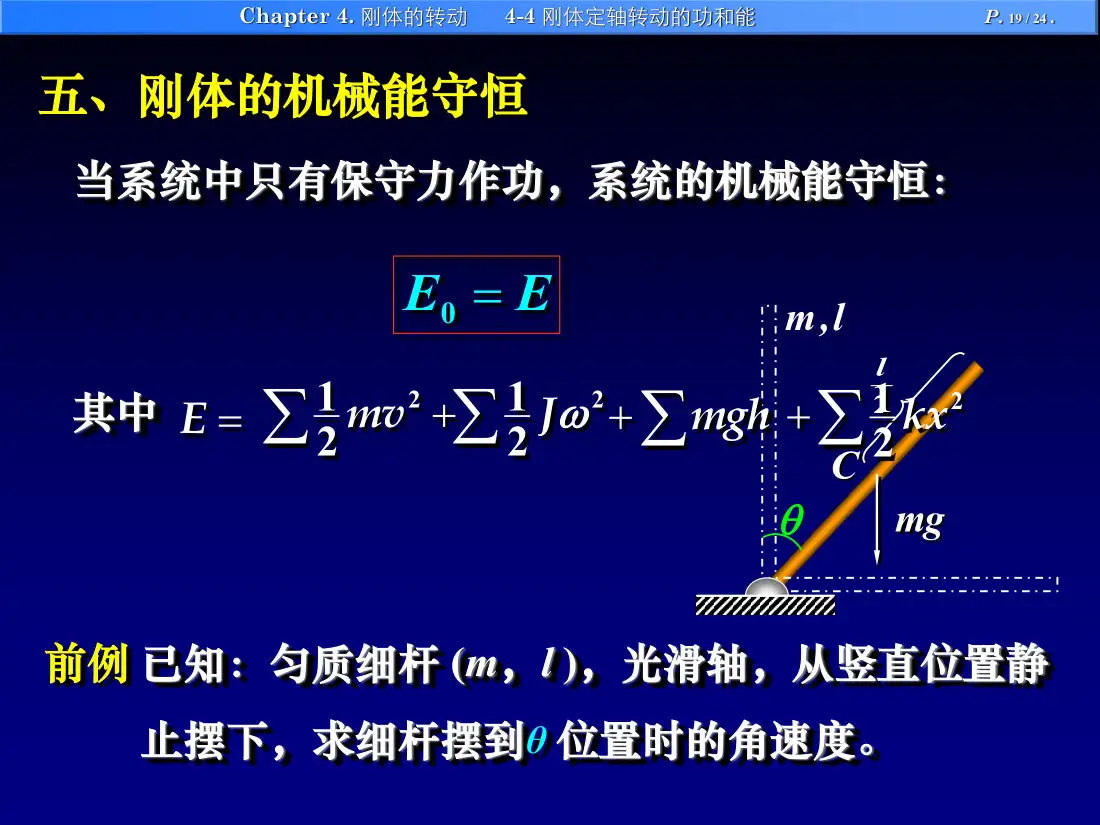 Chapter 4. 刚体的转动 4-4 刚体定轴转动的功和能 P. 19 / 24 .
五、刚体的机械能守恒
当系统中只有保守力作功，系统的机械能守恒：
E₀ = E
m , l
其中 E = ∑ 1/2 mv² + ∑ 1/2 Jω² + ∑ mgh + ∑ 1/2 kx²
l
2
C
θ
mg
前例 已知：匀质细杆 (m，l )，光滑轴，从竖直位置静
止摆下，求细杆摆到θ 位置时的角速度。